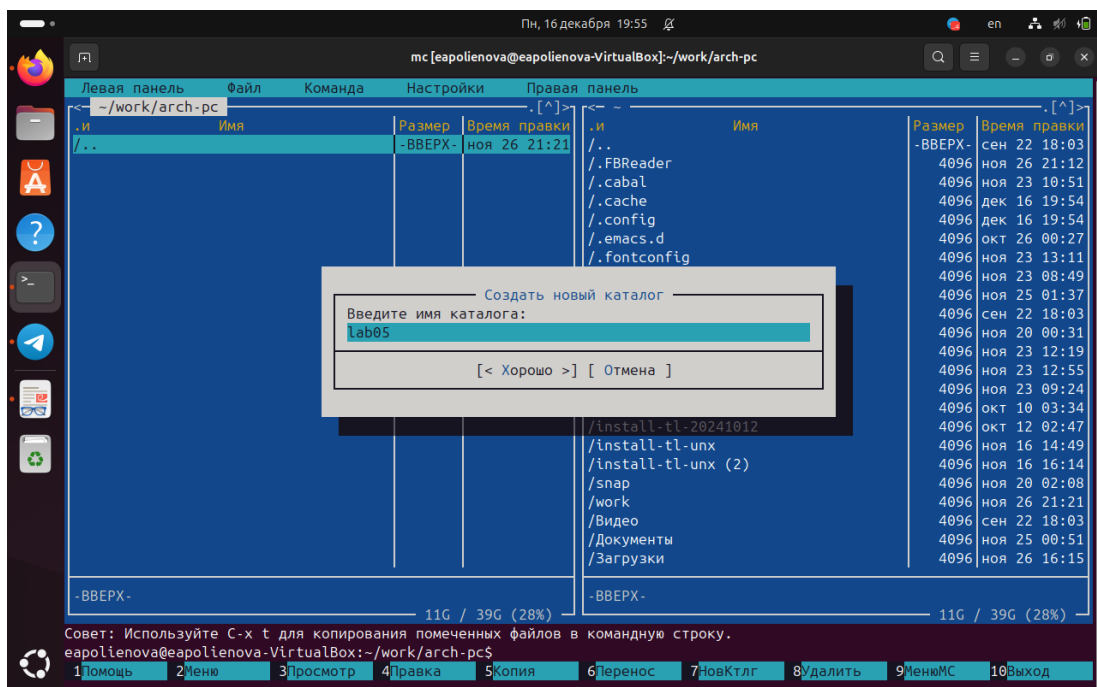 Пн, 16 декабря 19:55
en
mc [eapolienova@eapolienova-VirtualBox]:~/work/arch-pc
Левая панель Файл Команда Настройки Правая панель
<— ~/work/arch-pc .[^]>
.и Имя Размер Время правки
/.. -ВВЕРХ- ноя 26 21:21
<— ~ .[^]>
.и Имя Размер Время правки
/.. -ВВЕРХ- сен 22 18:03
/.FBReader 4096 ноя 26 21:12
/.cabal 4096 ноя 23 10:51
/.cache 4096 дек 16 19:54
/.config 4096 дек 16 19:54
/.emacs.d 4096 окт 26 00:27
/.fontconfig 4096 ноя 23 13:11
4096 ноя 23 08:49
4096 ноя 25 01:37
4096 сен 22 18:03
4096 ноя 20 00:31
4096 ноя 23 12:19
4096 ноя 23 12:55
4096 ноя 23 09:24
4096 окт 10 03:34
/install-tl-20241012 4096 окт 12 02:47
/install-tl-unx 4096 ноя 16 14:49
/install-tl-unx (2) 4096 ноя 16 16:14
/snap 4096 ноя 20 02:08
/work 4096 ноя 26 21:21
/Видео 4096 сен 22 18:03
/Документы 4096 ноя 25 00:51
/Загрузки 4096 ноя 26 16:15
Создать новый каталог
Введите имя каталога:
lab05
[< Хорошо >] [ Отмена ]
-ВВЕРХ-
11G / 39G (28%)
-ВВЕРХ-
11G / 39G (28%)
Совет: Используйте C-x t для копирования помеченных файлов в командную строку.
eapolienova@eapolienova-VirtualBox:~/work/arch-pc$
1Помощь 2Меню 3Просмотр 4Правка 5Копия 6Перенос 7НовКтлг 8Удалить 9МенюMC 10Выход